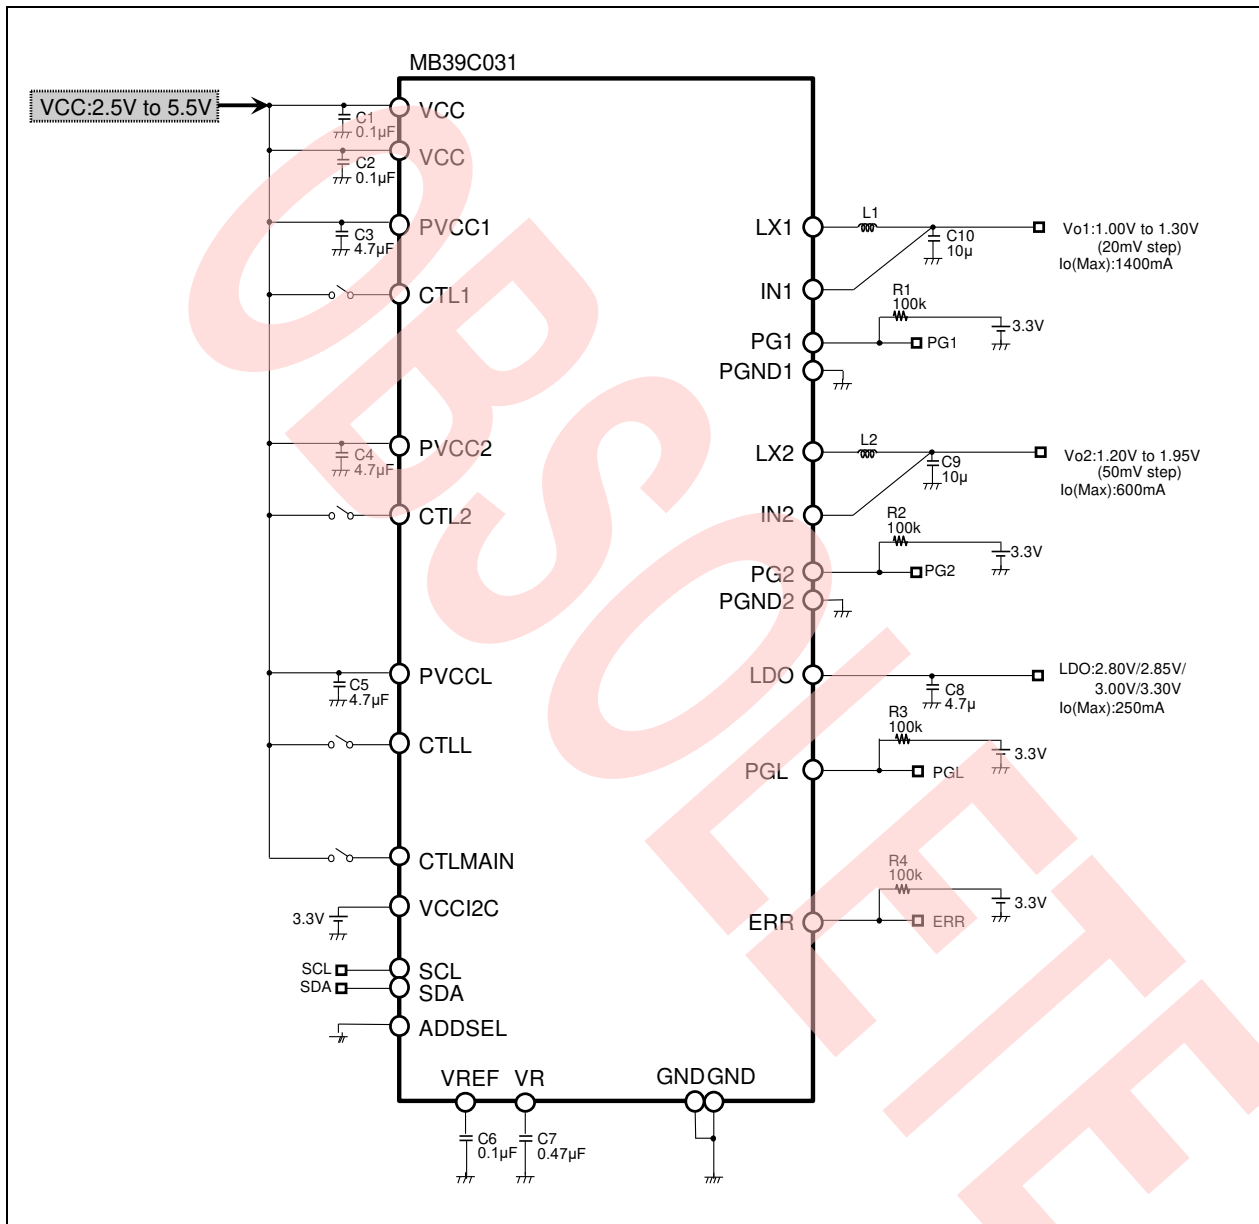 MB39C031
VCC:2.5V to 5.5V
VCC
C1
0.1µF
VCC
C2
0.1µF
PVCC1
C3
4.7µF
CTL1
PVCC2
C4
4.7µF
CTL2
PVCCL
C5
4.7µF
CTLL
CTLMAIN
VCCI2C
3.3V
SCL
SCL
SDA
SDA
ADDSEL
VREF
VR
GND
GND
C6
0.1µF
C7
0.47µF
LX1
L1
C10
10µ
Vo1:1.00V to 1.30V
(20mV step)
Io(Max):1400mA
IN1
R1
100k
3.3V
PG1
PG1
PGND1
LX2
L2
C9
10µ
Vo2:1.20V to 1.95V
(50mV step)
Io(Max):600mA
IN2
R2
100k
3.3V
PG2
PG2
PGND2
LDO
C8
4.7µ
LDO:2.80V/2.85V/
3.00V/3.30V
Io(Max):250mA
R3
100k
3.3V
PGL
PGL
R4
100k
3.3V
ERR
ERR
OBSOLETE